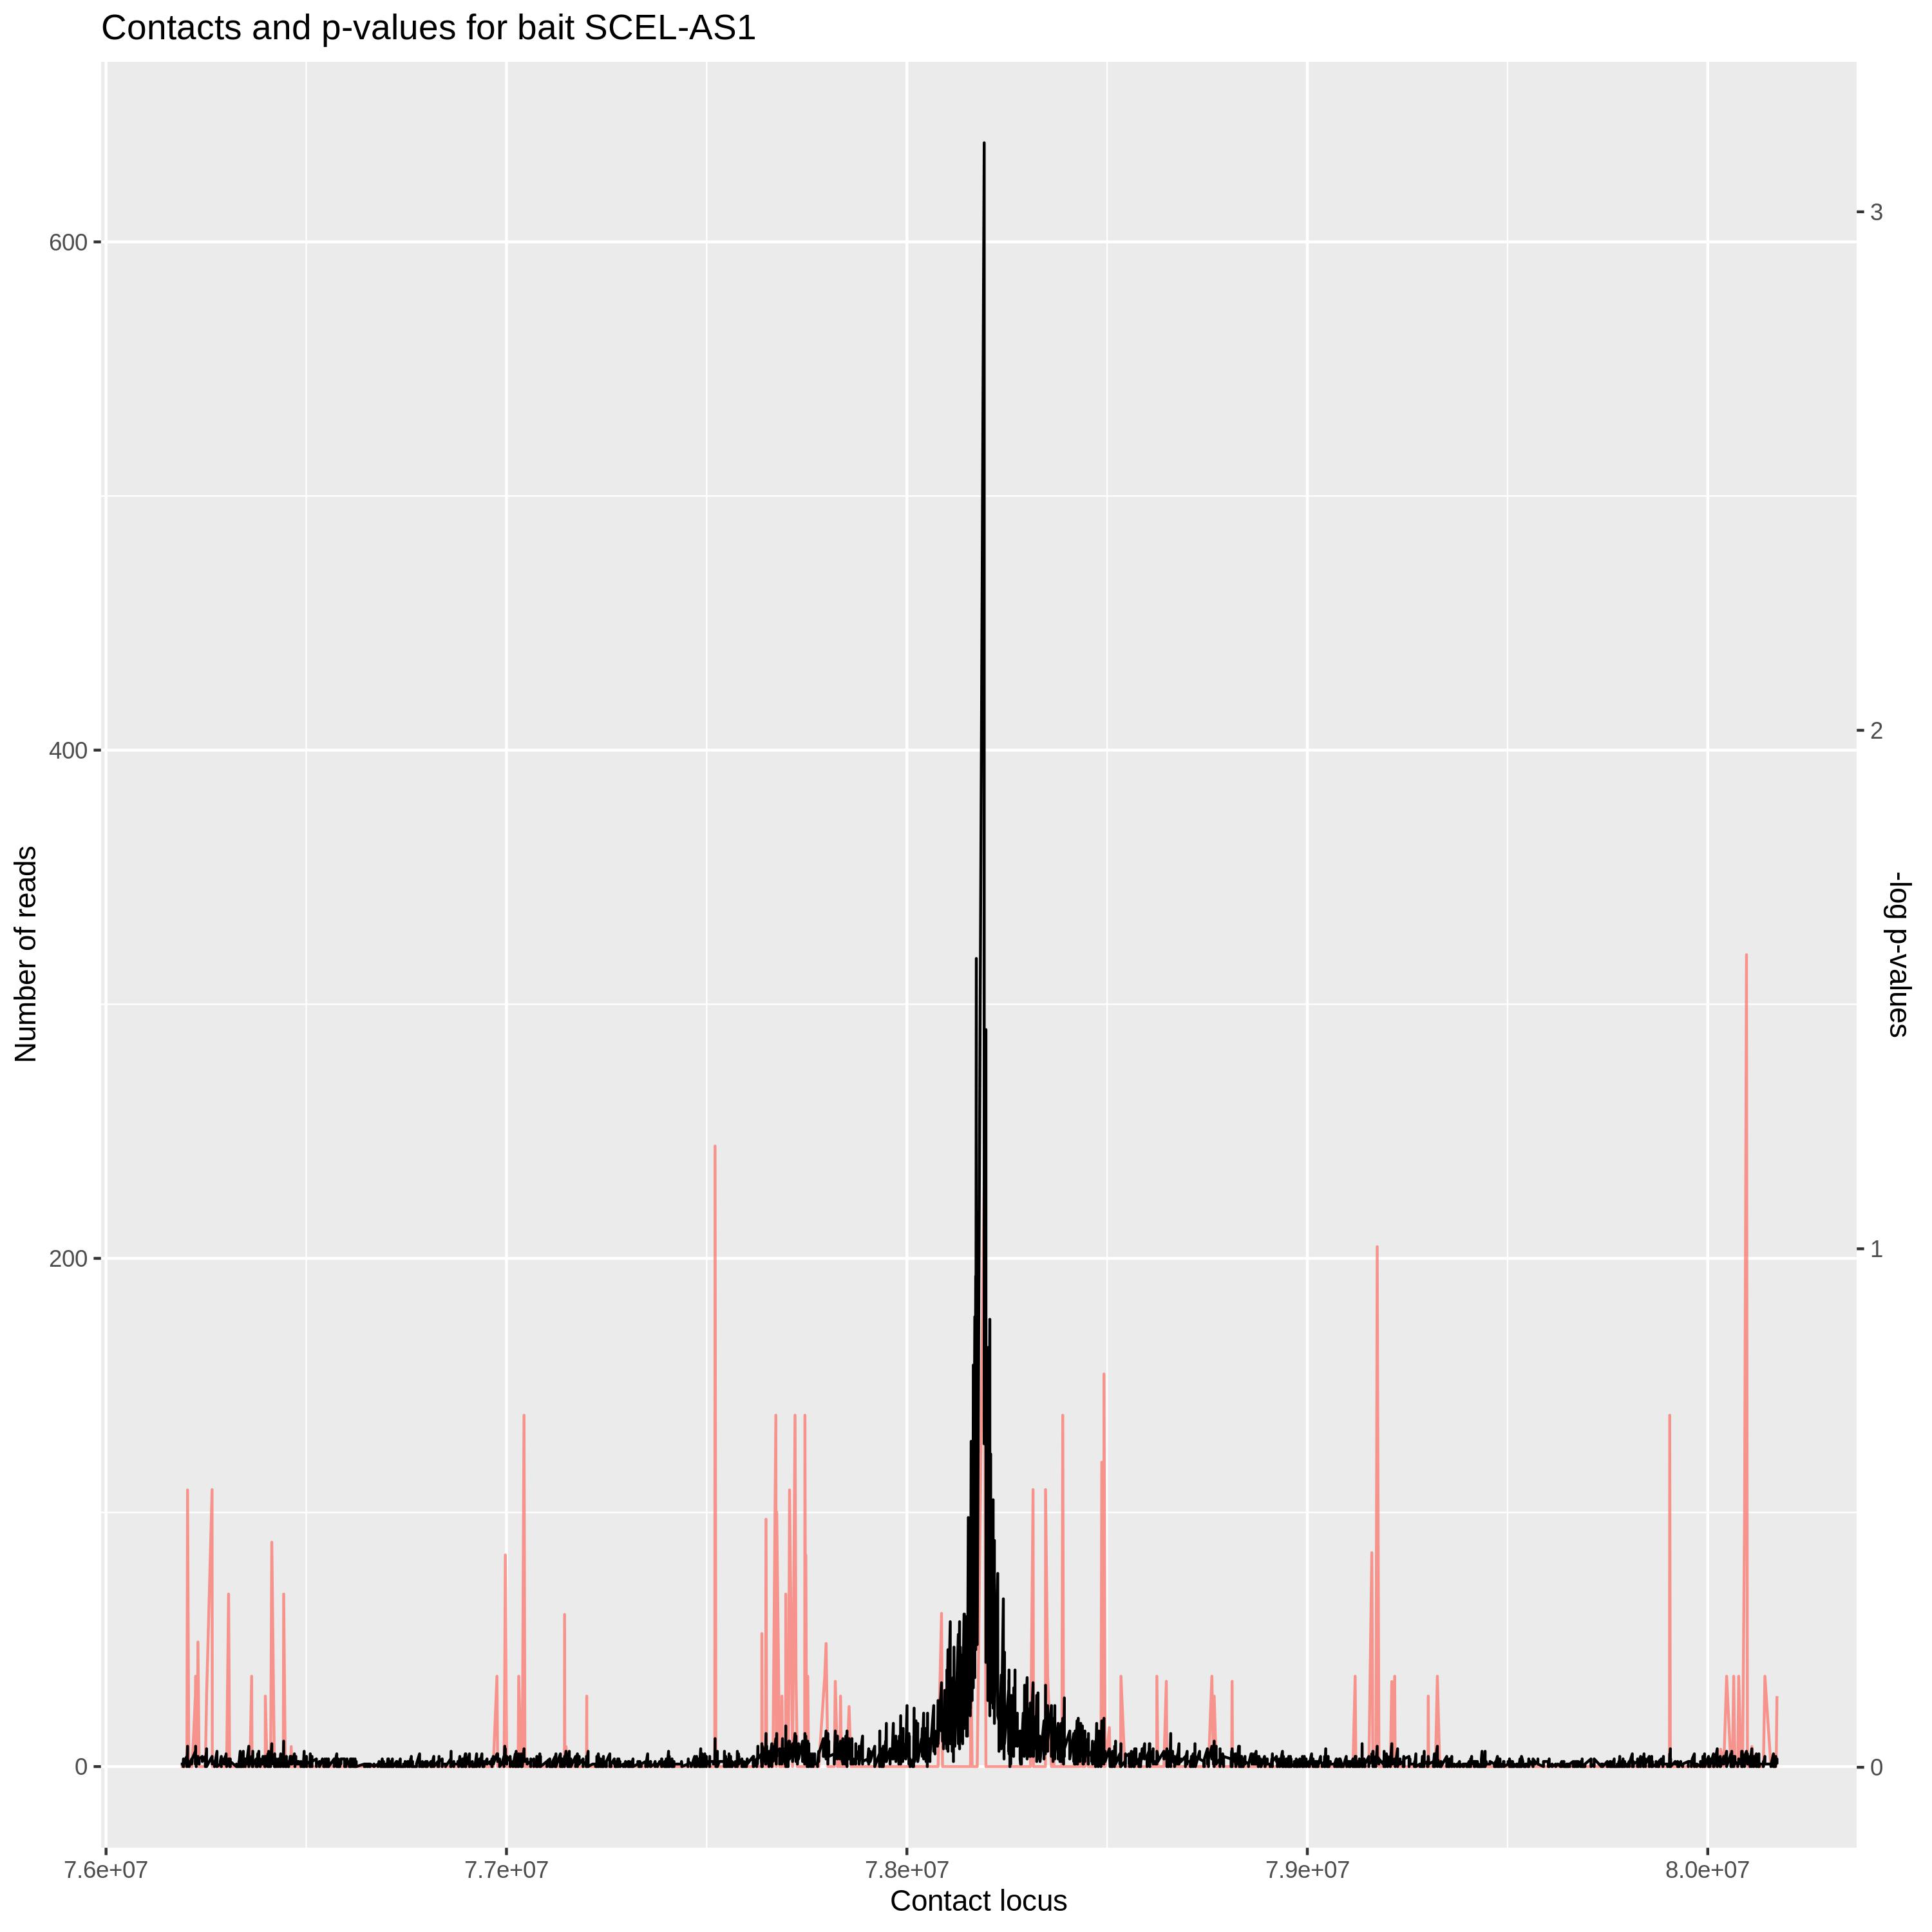 Contacts and p-values for bait SCEL-AS1
600
400
200
0
3
2
1
0
Number of reads
-log p-values
7.6e+07 7.7e+07 7.8e+07 7.9e+07 8.0e+07
Contact locus